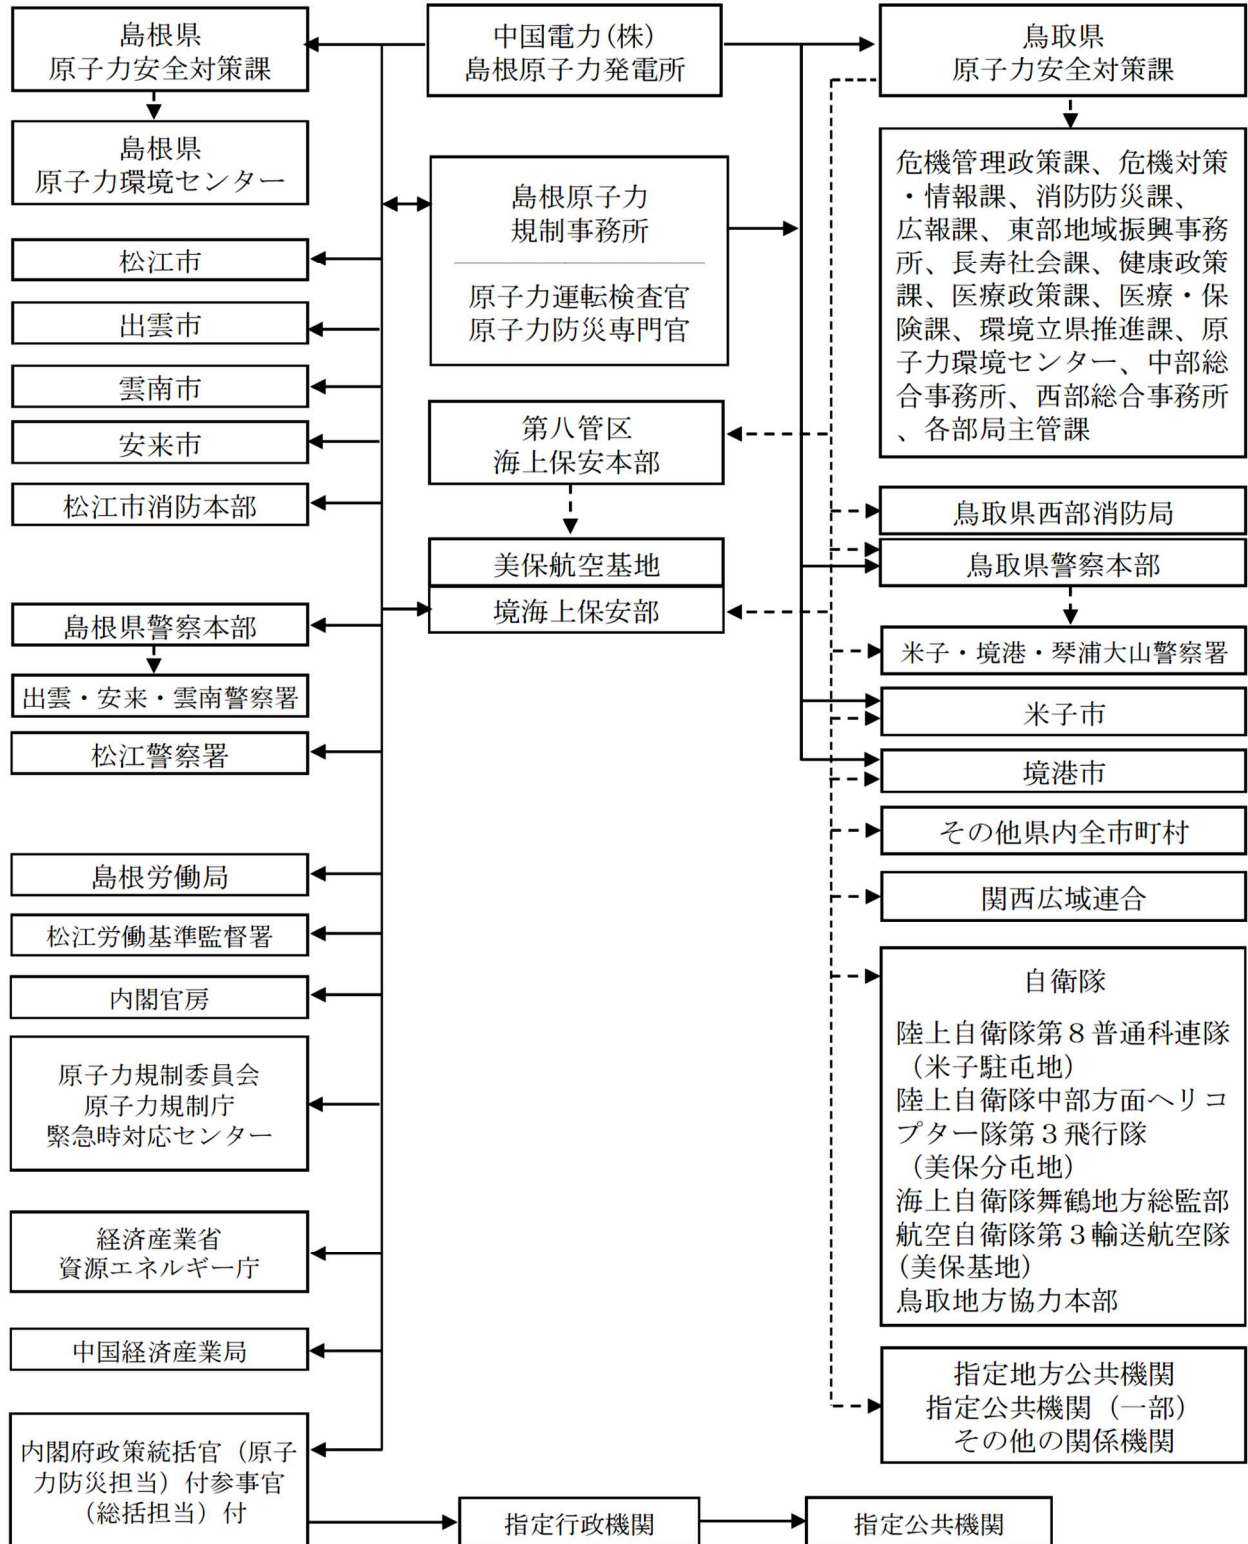 島根県
原子力安全対策課
島根県
原子力環境センター
松江市
出雲市
雲南市
安来市
松江市消防本部
島根県警察本部
出雲・安来・雲南警察署
松江警察署
島根労働局
松江労働基準監督署
内閣官房
原子力規制委員会
原子力規制庁
緊急時対応センター
経済産業省
資源エネルギー庁
中国経済産業局
内閣府政策統括官（原子
力防災担当）付参事官
（総括担当）付
中国電力(株)
島根原子力発電所
島根原子力
規制事務所
原子力運転検査官
原子力防災専門官
第八管区
海上保安本部
美保航空基地
境海上保安部
指定行政機関
指定公共機関
鳥取県
原子力安全対策課
危機管理政策課、危機対策
・情報課、消防防災課、
広報課、東部地域振興事務
所、長寿社会課、健康政策
課、医療政策課、医療・保
険課、環境立県推進課、原
子力環境センター、中部総
合事務所、西部総合事務所
、各部局主管課
鳥取県西部消防局
鳥取県警察本部
米子・境港・琴浦大山警察署
米子市
境港市
その他県内全市町村
関西広域連合
自衛隊
陸上自衛隊第８普通科連隊
（米子駐屯地）
陸上自衛隊中部方面ヘリコ
プター隊第３飛行隊
（美保分屯地）
海上自衛隊舞鶴地方総監部
航空自衛隊第３輸送航空隊
(美保基地)
鳥取地方協力本部
指定地方公共機関
指定公共機関（一部）
その他の関係機関